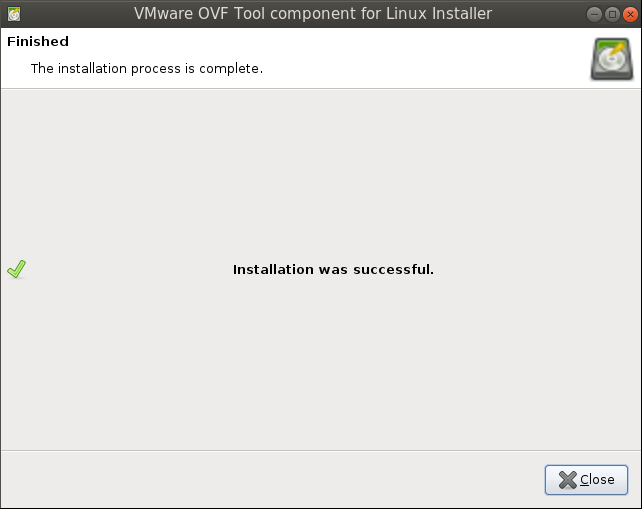 VMware OVF Tool component for Linux Installer
Finished
The installation process is complete.
Installation was successful.
Close